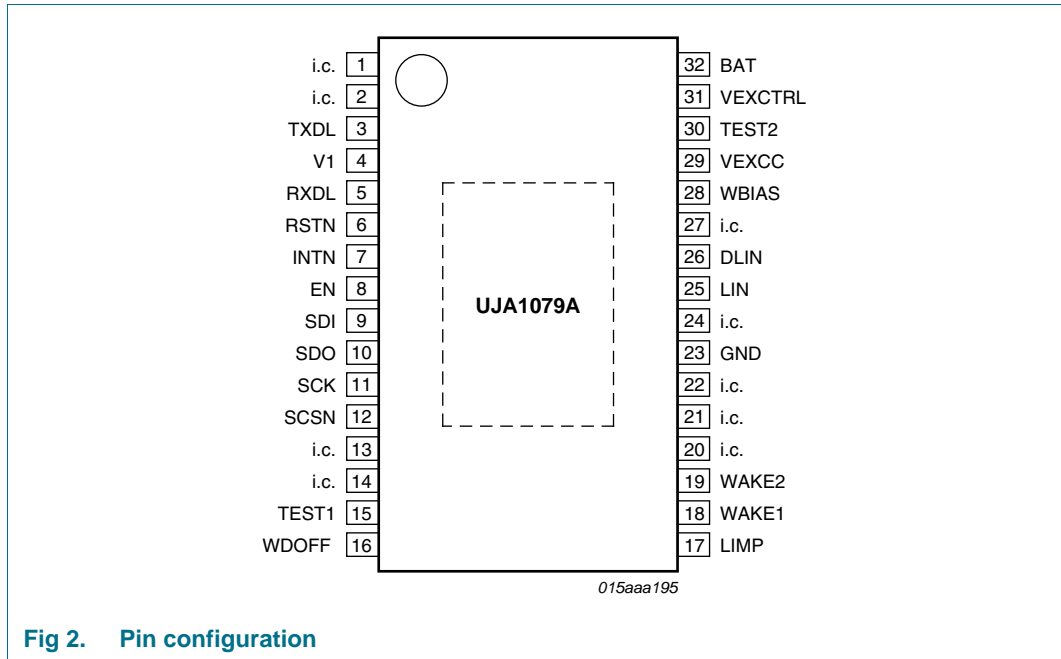 i.c. 1 32 BAT
i.c. 2 31 VEXCTRL
TXDL 3 30 TEST2
V1 4 29 VEXCC
RXDL 5 28 WBIAS
RSTN 6 27 i.c.
INTN 7 26 DLIN
EN 8 25 LIN
UJA1079A
SDI 9 24 i.c.
SDO 10 23 GND
SCK 11 22 i.c.
SCSN 12 21 i.c.
i.c. 13 20 i.c.
i.c. 14 19 WAKE2
TEST1 15 18 WAKE1
WDOFF 16 17 LIMP
015aaa195
Fig 2. Pin configuration